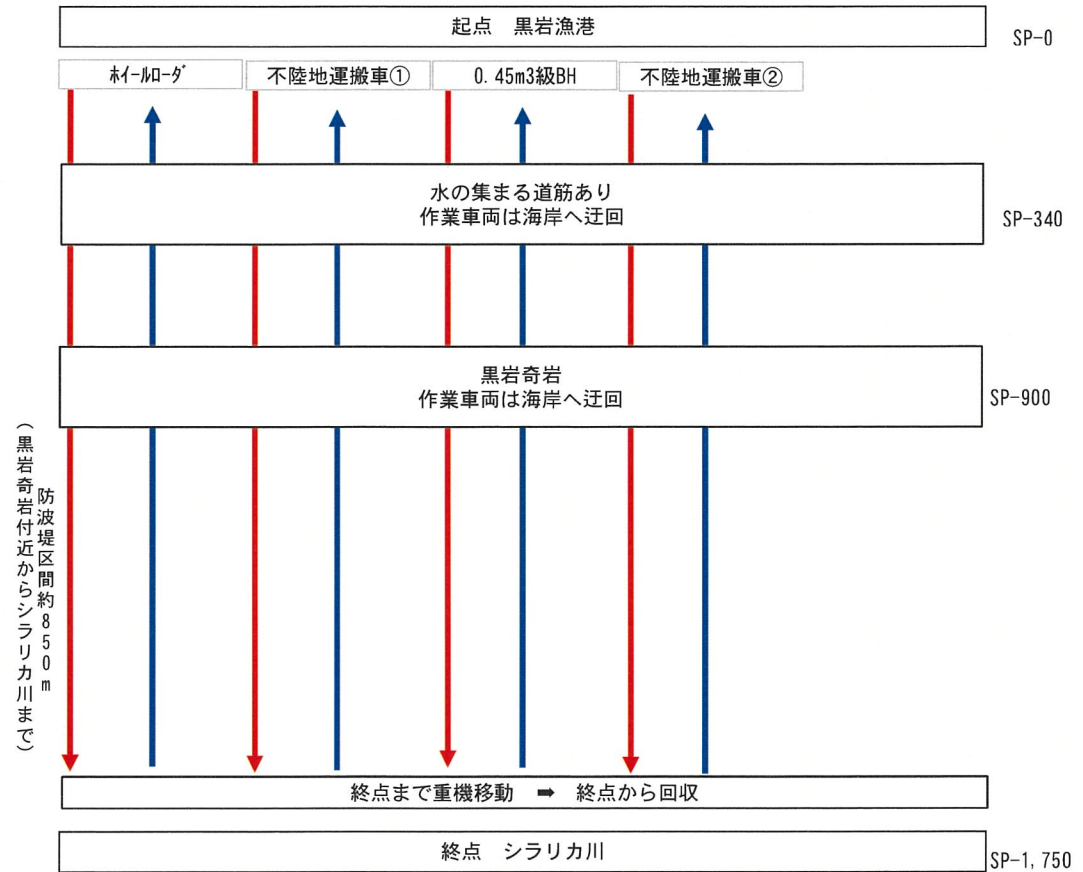 起点　黒岩漁港
SP-0
ﾎｲｰﾙﾛｰﾀﾞ
不陸地運搬車①
0.45m3級BH
不陸地運搬車②
水の集まる道筋あり
作業車両は海岸へ迂回
SP-340
黒岩奇岩
作業車両は海岸へ迂回
SP-900
防波堤区間約850m
（黒岩奇岩付近からシラリカ川まで）
終点まで重機移動　➡　終点から回収
終点　シラリカ川
SP-1,750